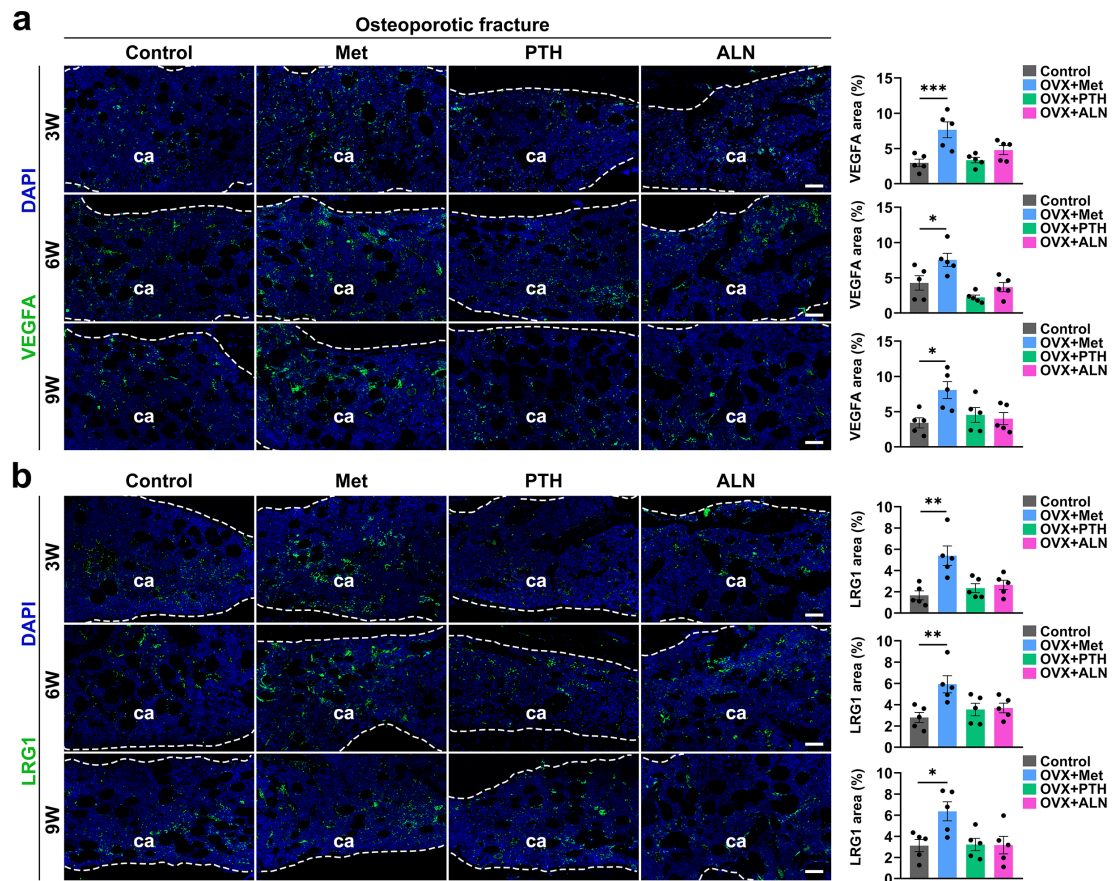 a
Osteoporotic fracture
Control Met PTH ALN
DAPI
VEGFA
3W
ca ca ca ca
6W
ca ca ca ca
9W
ca ca ca ca
VEGFA area (%)
15
10
5
0
***
Control
OVX+Met
OVX+PTH
OVX+ALN
VEGFA area (%)
15
10
5
0
*
Control
OVX+Met
OVX+PTH
OVX+ALN
VEGFA area (%)
15
10
5
0
*
Control
OVX+Met
OVX+PTH
OVX+ALN
b
Control Met PTH ALN
DAPI
LRG1
3W
ca ca ca ca
6W
ca ca ca ca
9W
ca ca ca ca
LRG1 area (%)
10
8
6
4
2
0
**
Control
OVX+Met
OVX+PTH
OVX+ALN
LRG1 area (%)
10
8
6
4
2
0
**
Control
OVX+Met
OVX+PTH
OVX+ALN
LRG1 area (%)
10
8
6
4
2
0
*
Control
OVX+Met
OVX+PTH
OVX+ALN